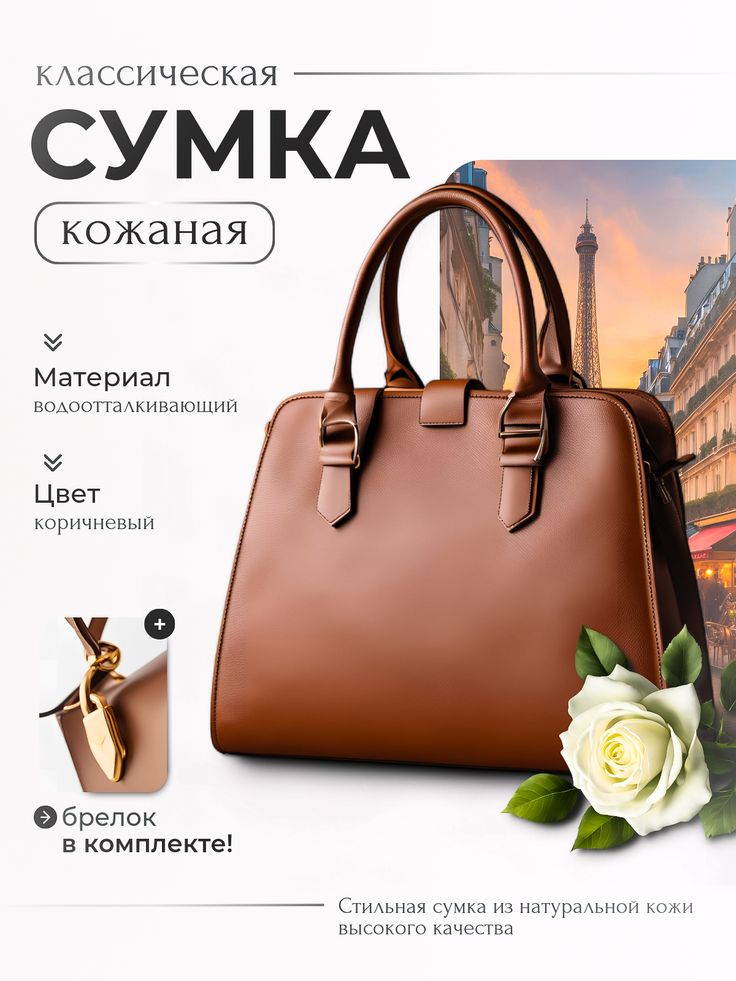 классическая
СУМКА
кожаная
Материал
водоотталкивающий
Цвет
коричневый
+
брелок
в комплекте!
Стильная сумка из натуральной кожи
высокого качества